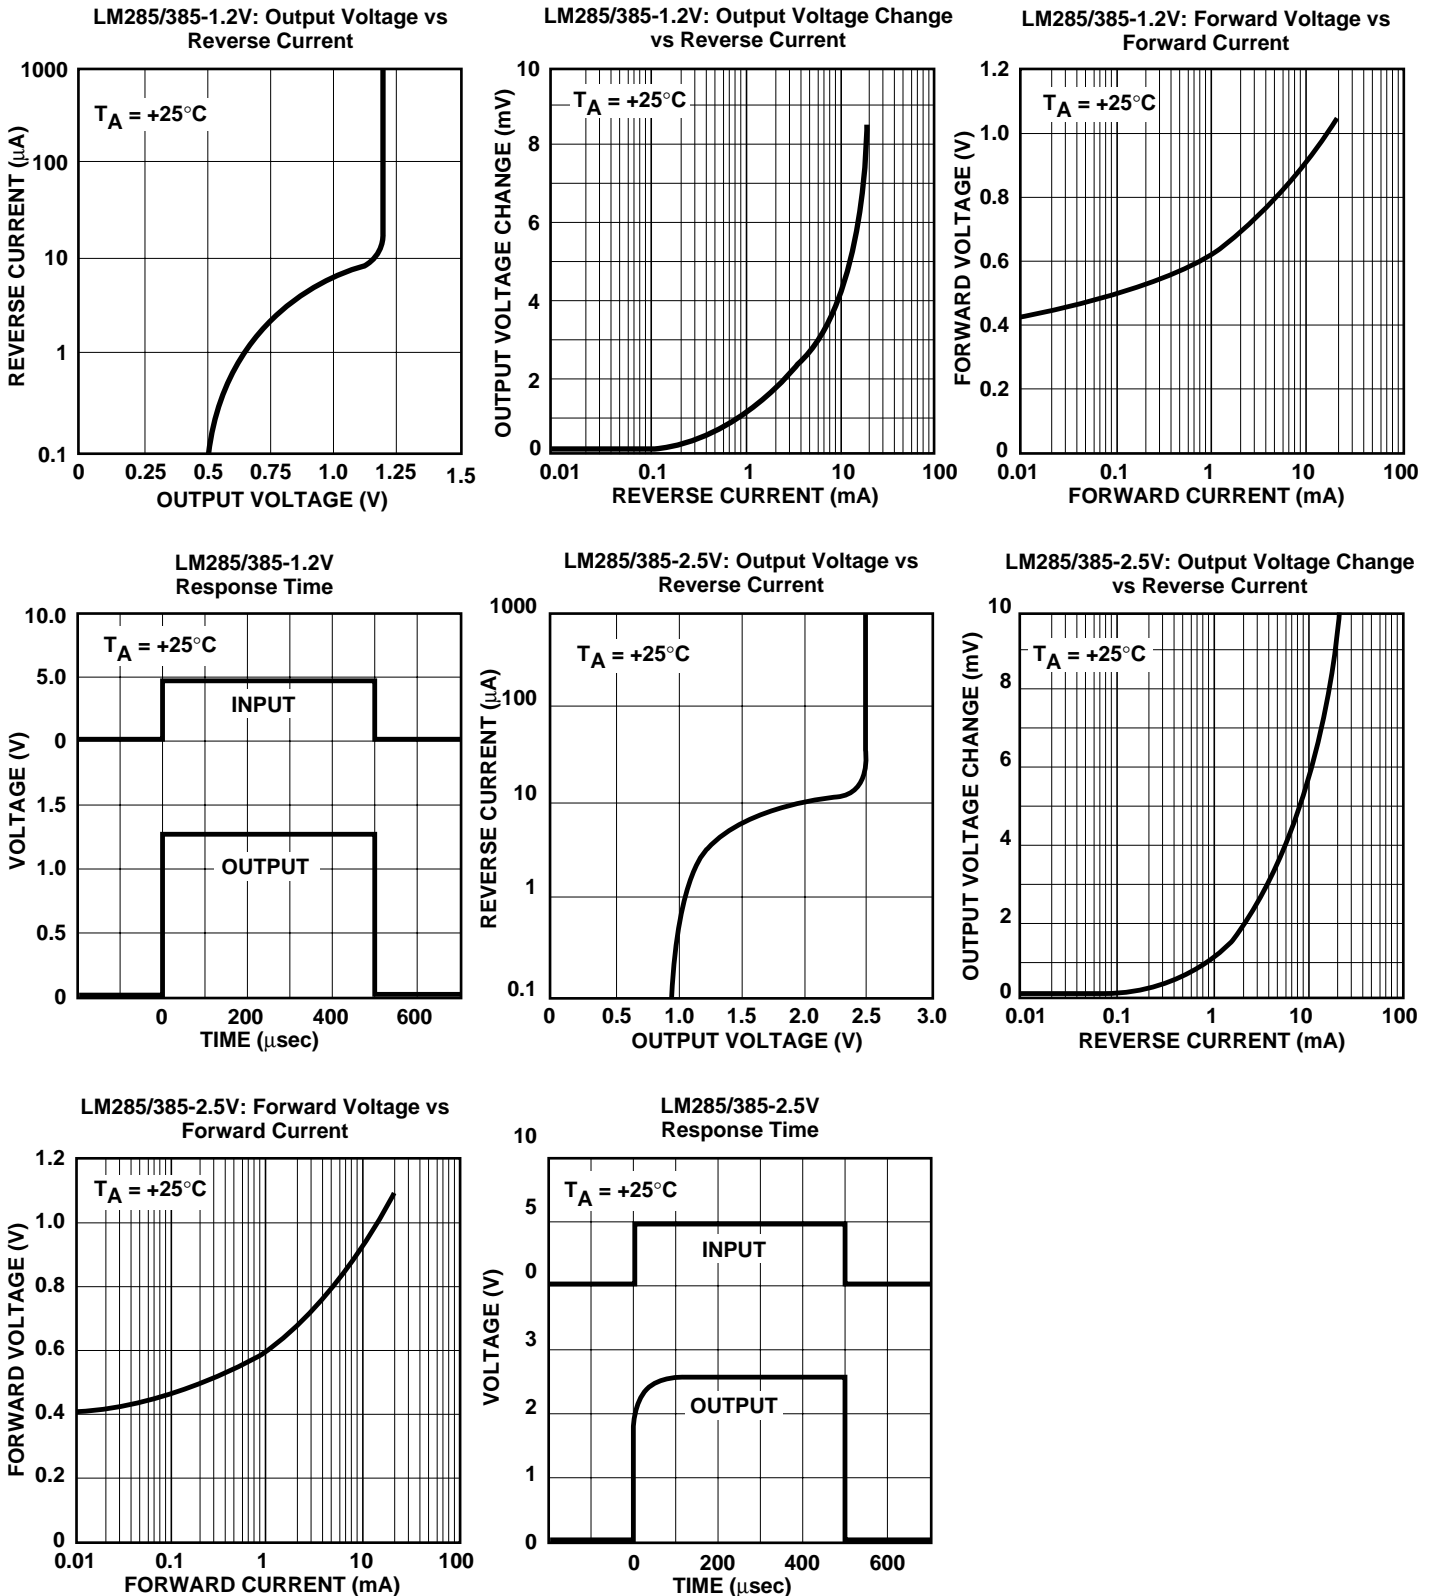 LM285/385-1.2V: Output Voltage vs
Reverse Current
1000
100
10
1
0.1
REVERSE CURRENT (μA)
TA = +25°C
0 0.25 0.5 0.75 1.0 1.25 1.5
OUTPUT VOLTAGE (V)
LM285/385-1.2V: Output Voltage Change
vs Reverse Current
10
8
6
4
2
0
OUTPUT VOLTAGE CHANGE (mV)
TA = +25°C
0.01 0.1 1 10 100
REVERSE CURRENT (mA)
LM285/385-1.2V: Forward Voltage vs
Forward Current
1.2
1.0
0.8
0.6
0.4
0.2
0
FORWARD VOLTAGE (V)
TA = +25°C
0.01 0.1 1 10 100
FORWARD CURRENT (mA)
LM285/385-1.2V
Response Time
10.0
5.0
0
1.5
1.0
0.5
0
VOLTAGE (V)
TA = +25°C
INPUT
OUTPUT
0 200 400 600
TIME (μsec)
LM285/385-2.5V: Output Voltage vs
Reverse Current
1000
100
10
1
0.1
REVERSE CURRENT (μA)
TA = +25°C
0 0.5 1.0 1.5 2.0 2.5 3.0
OUTPUT VOLTAGE (V)
LM285/385-2.5V: Output Voltage Change
vs Reverse Current
10
8
6
4
2
0
OUTPUT VOLTAGE CHANGE (mV)
TA = +25°C
0.01 0.1 1 10 100
REVERSE CURRENT (mA)
LM285/385-2.5V: Forward Voltage vs
Forward Current
1.2
1.0
0.8
0.6
0.4
0.2
0
FORWARD VOLTAGE (V)
TA = +25°C
0.01 0.1 1 10 100
FORWARD CURRENT (mA)
LM285/385-2.5V
Response Time
10
5
0
3
2
1
0
VOLTAGE (V)
TA = +25°C
INPUT
OUTPUT
0 200 400 600
TIME (μsec)